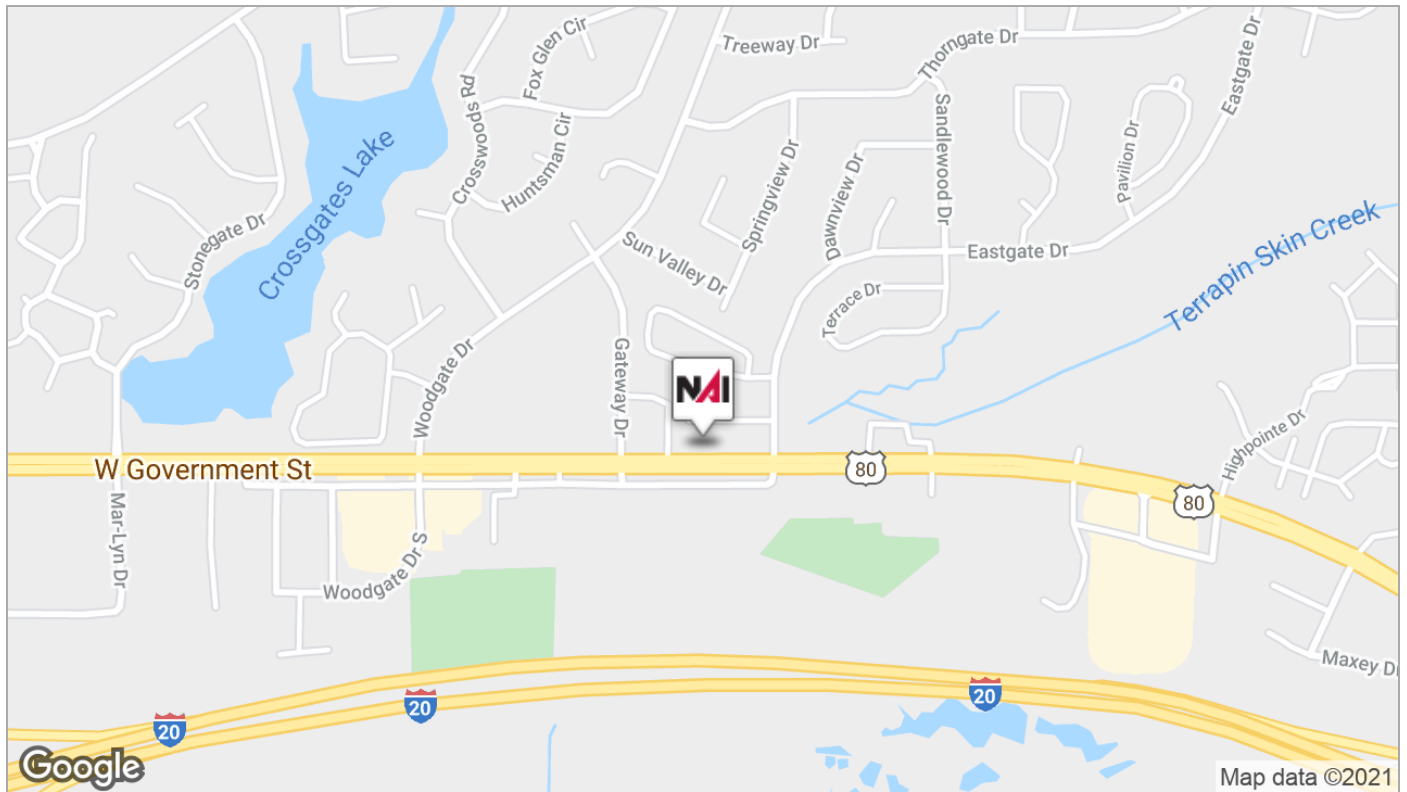 Treeway Dr
Fox Glen Cir
Thorngate Dr
Eastgate Dr
Crosswoods Rd
Huntsman Cir
Sandlewood Dr
Pavilion Dr
Crossgates Lake
Stonegate Dr
Springview Dr
Dawnview Dr
Sun Valley Dr
Eastgate Dr
Terrapin Skin Creek
Terrace Dr
Woodgate Dr
Gateway Dr
NAI
Highpointe Dr
W Government St
80
80
Mar-Lyn Dr
Woodgate Dr S
Maxey Dr
20
20
20
Google
Map data ©2021